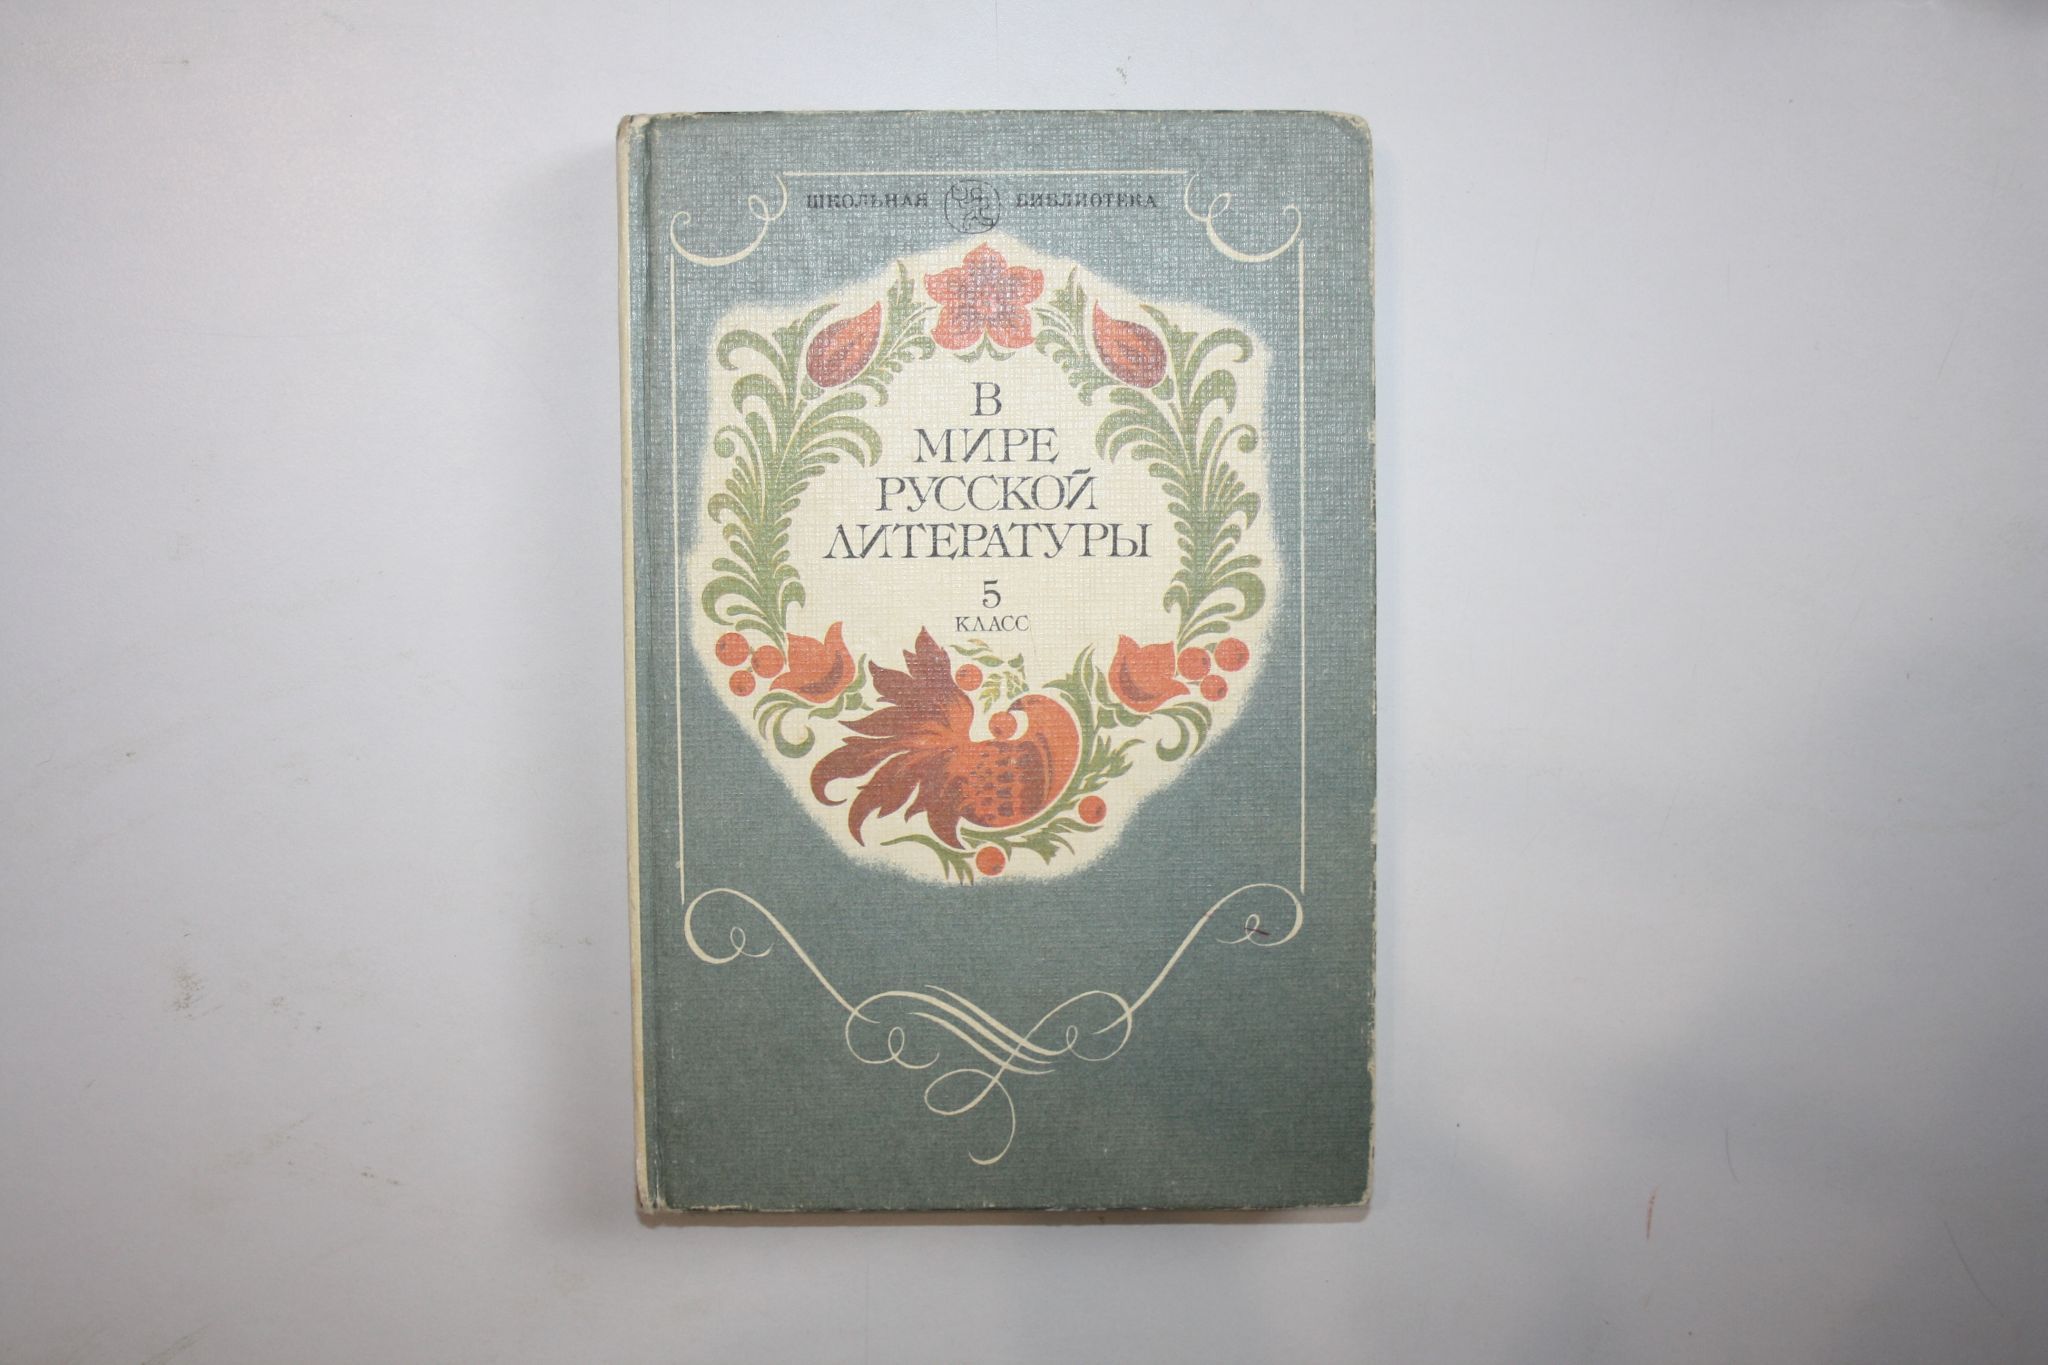 ШКОЛЬНАЯ БИБЛИОТЕКА
В
МИРЕ
РУССКОЙ
ЛИТЕРАТУРЫ
5
КЛАСС